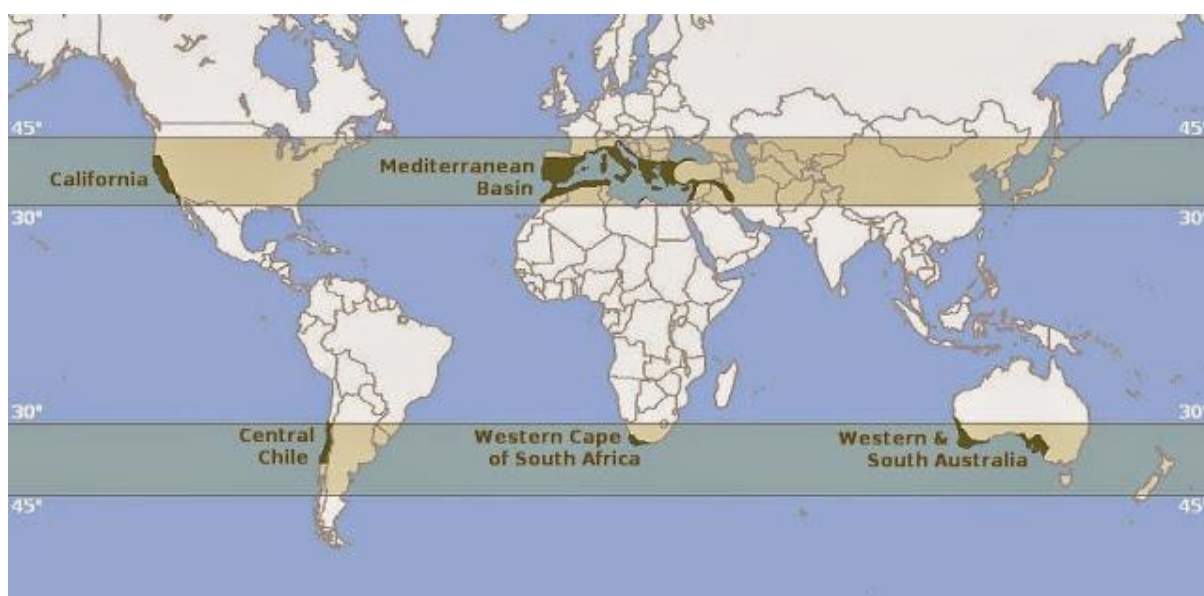 45°
45°
California
Mediterranean
Basin
30°
30°
30°
30°
Central
Chile
Western Cape
of South Africa
Western &
South Australia
45°
45°